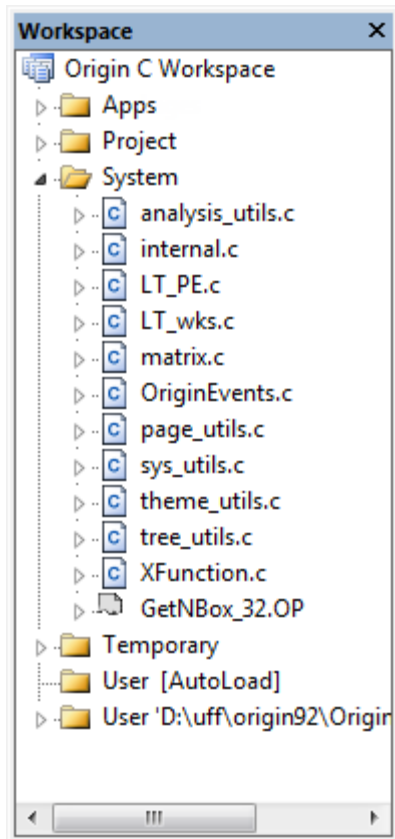 Workspace
Origin C Workspace
Apps
Project
System
analysis_utils.c
internal.c
LT_PE.c
LT_wks.c
matrix.c
OriginEvents.c
page_utils.c
sys_utils.c
theme_utils.c
tree_utils.c
XFunction.c
GetNBox_32.OP
Temporary
User [AutoLoad]
User 'D:\uff\origin92\Origin